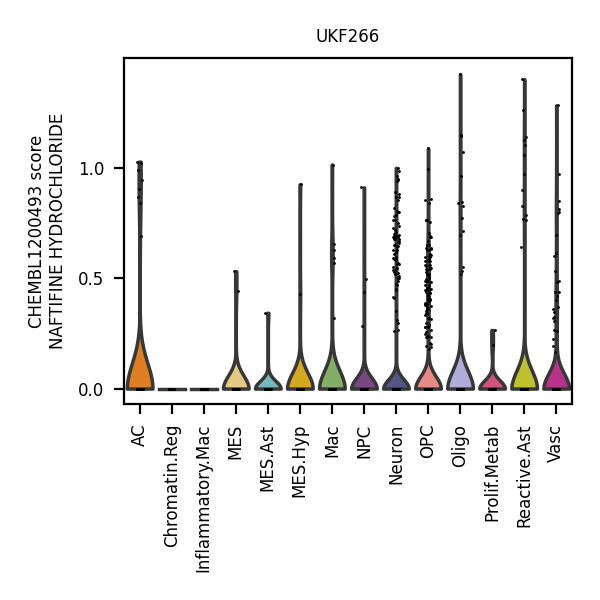 UKF266
CHEMBL1200493 score
NAFTIFINE HYDROCHLORIDE
1.0
0.5
0.0
AC
Chromatin.Reg
Inflammatory.Mac
MES
MES.Ast
MES.Hyp
Mac
NPC
Neuron
OPC
Oligo
Prolif.Metab
Reactive.Ast
Vasc